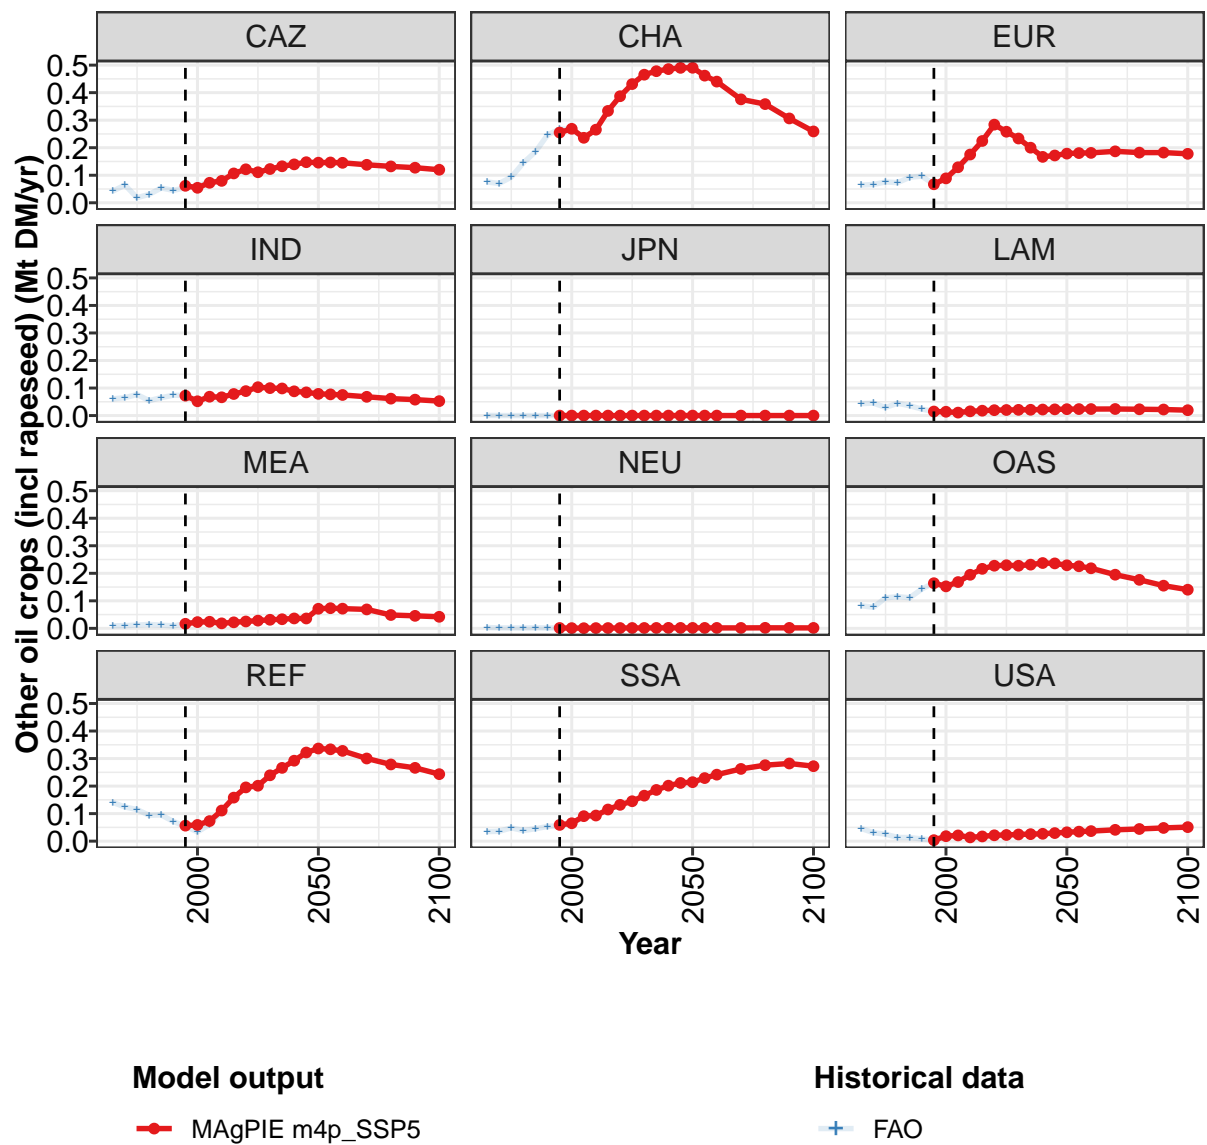 CAZ CHA EUR
0.5
0.4
0.3
0.2
0.1
0.0
IND JPN LAM
0.5
0.4
0.3
0.2
0.1
0.0
MEA NEU OAS
0.5
0.4
0.3
0.2
0.1
0.0
REF SSA USA
0.5
0.4
0.3
0.2
0.1
0.0
Other oil crops (incl rapeseed) (Mt DM/yr)
2000 2050 2100 2000 2050 2100 2000 2050 2100
Year
Model output Historical data
MAgPIE m4p_SSP5 FAO